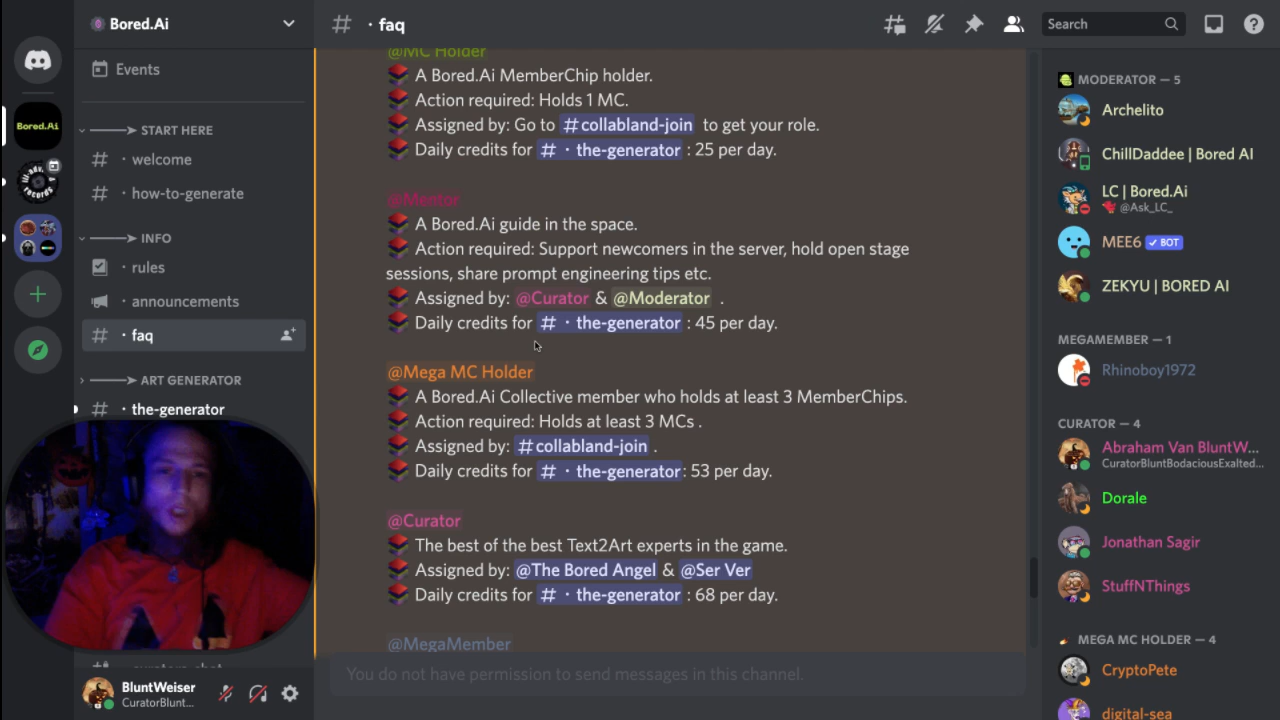 Bored.Ai
Events
START HERE
# · welcome
# · how-to-generate
INFO
· rules
· announcements
# · faq
ART GENERATOR
# · the-generator
BluntWeiser
CuratorBlunt...
# · faq
Search
@MC Holder
A Bored.Ai MemberChip holder.
Action required: Holds 1 MC.
Assigned by: Go to #collabland-join to get your role.
Daily credits for # · the-generator : 25 per day.
@Mentor
A Bored.Ai guide in the space.
Action required: Support newcomers in the server, hold open stage
sessions, share prompt engineering tips etc.
Assigned by: @Curator & @Moderator .
Daily credits for # · the-generator : 45 per day.
@Mega MC Holder
A Bored.Ai Collective member who holds at least 3 MemberChips.
Action required: Holds at least 3 MCs .
Assigned by: #collabland-join .
Daily credits for # · the-generator: 53 per day.
@Curator
The best of the best Text2Art experts in the game.
Assigned by: @The Bored Angel & @Ser Ver
Daily credits for # · the-generator : 68 per day.
@MegaMember
You do not have permission to send messages in this channel.
MODERATOR — 5
Archelito
ChillDaddee | Bored AI
LC | Bored.Ai
@Ask_LC_
MEE6 ✓ BOT
ZEKYU | BORED AI
MEGAMEMBER — 1
Rhinoboy1972
CURATOR — 4
Abraham Van BluntW...
CuratorBluntBodaciousExalted...
Dorale
Jonathan Sagir
StuffNThings
MEGA MC HOLDER — 4
CryptoPete
digital-sea